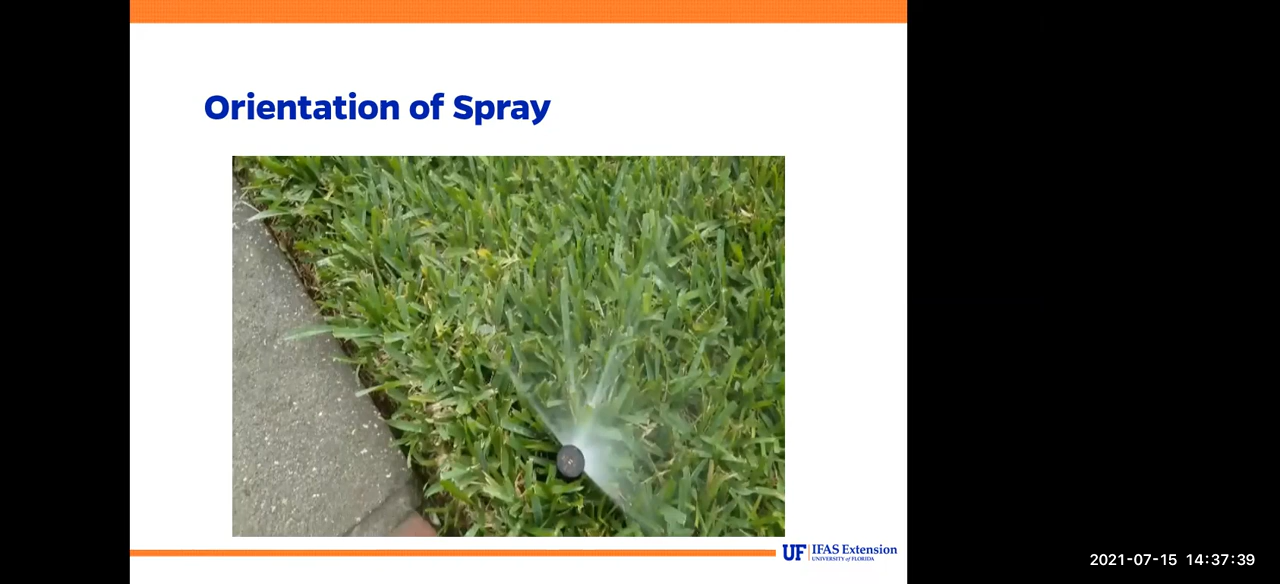 Orientation of Spray
UF IFAS Extension
UNIVERSITY of FLORIDA
2021-07-15 14:37:39